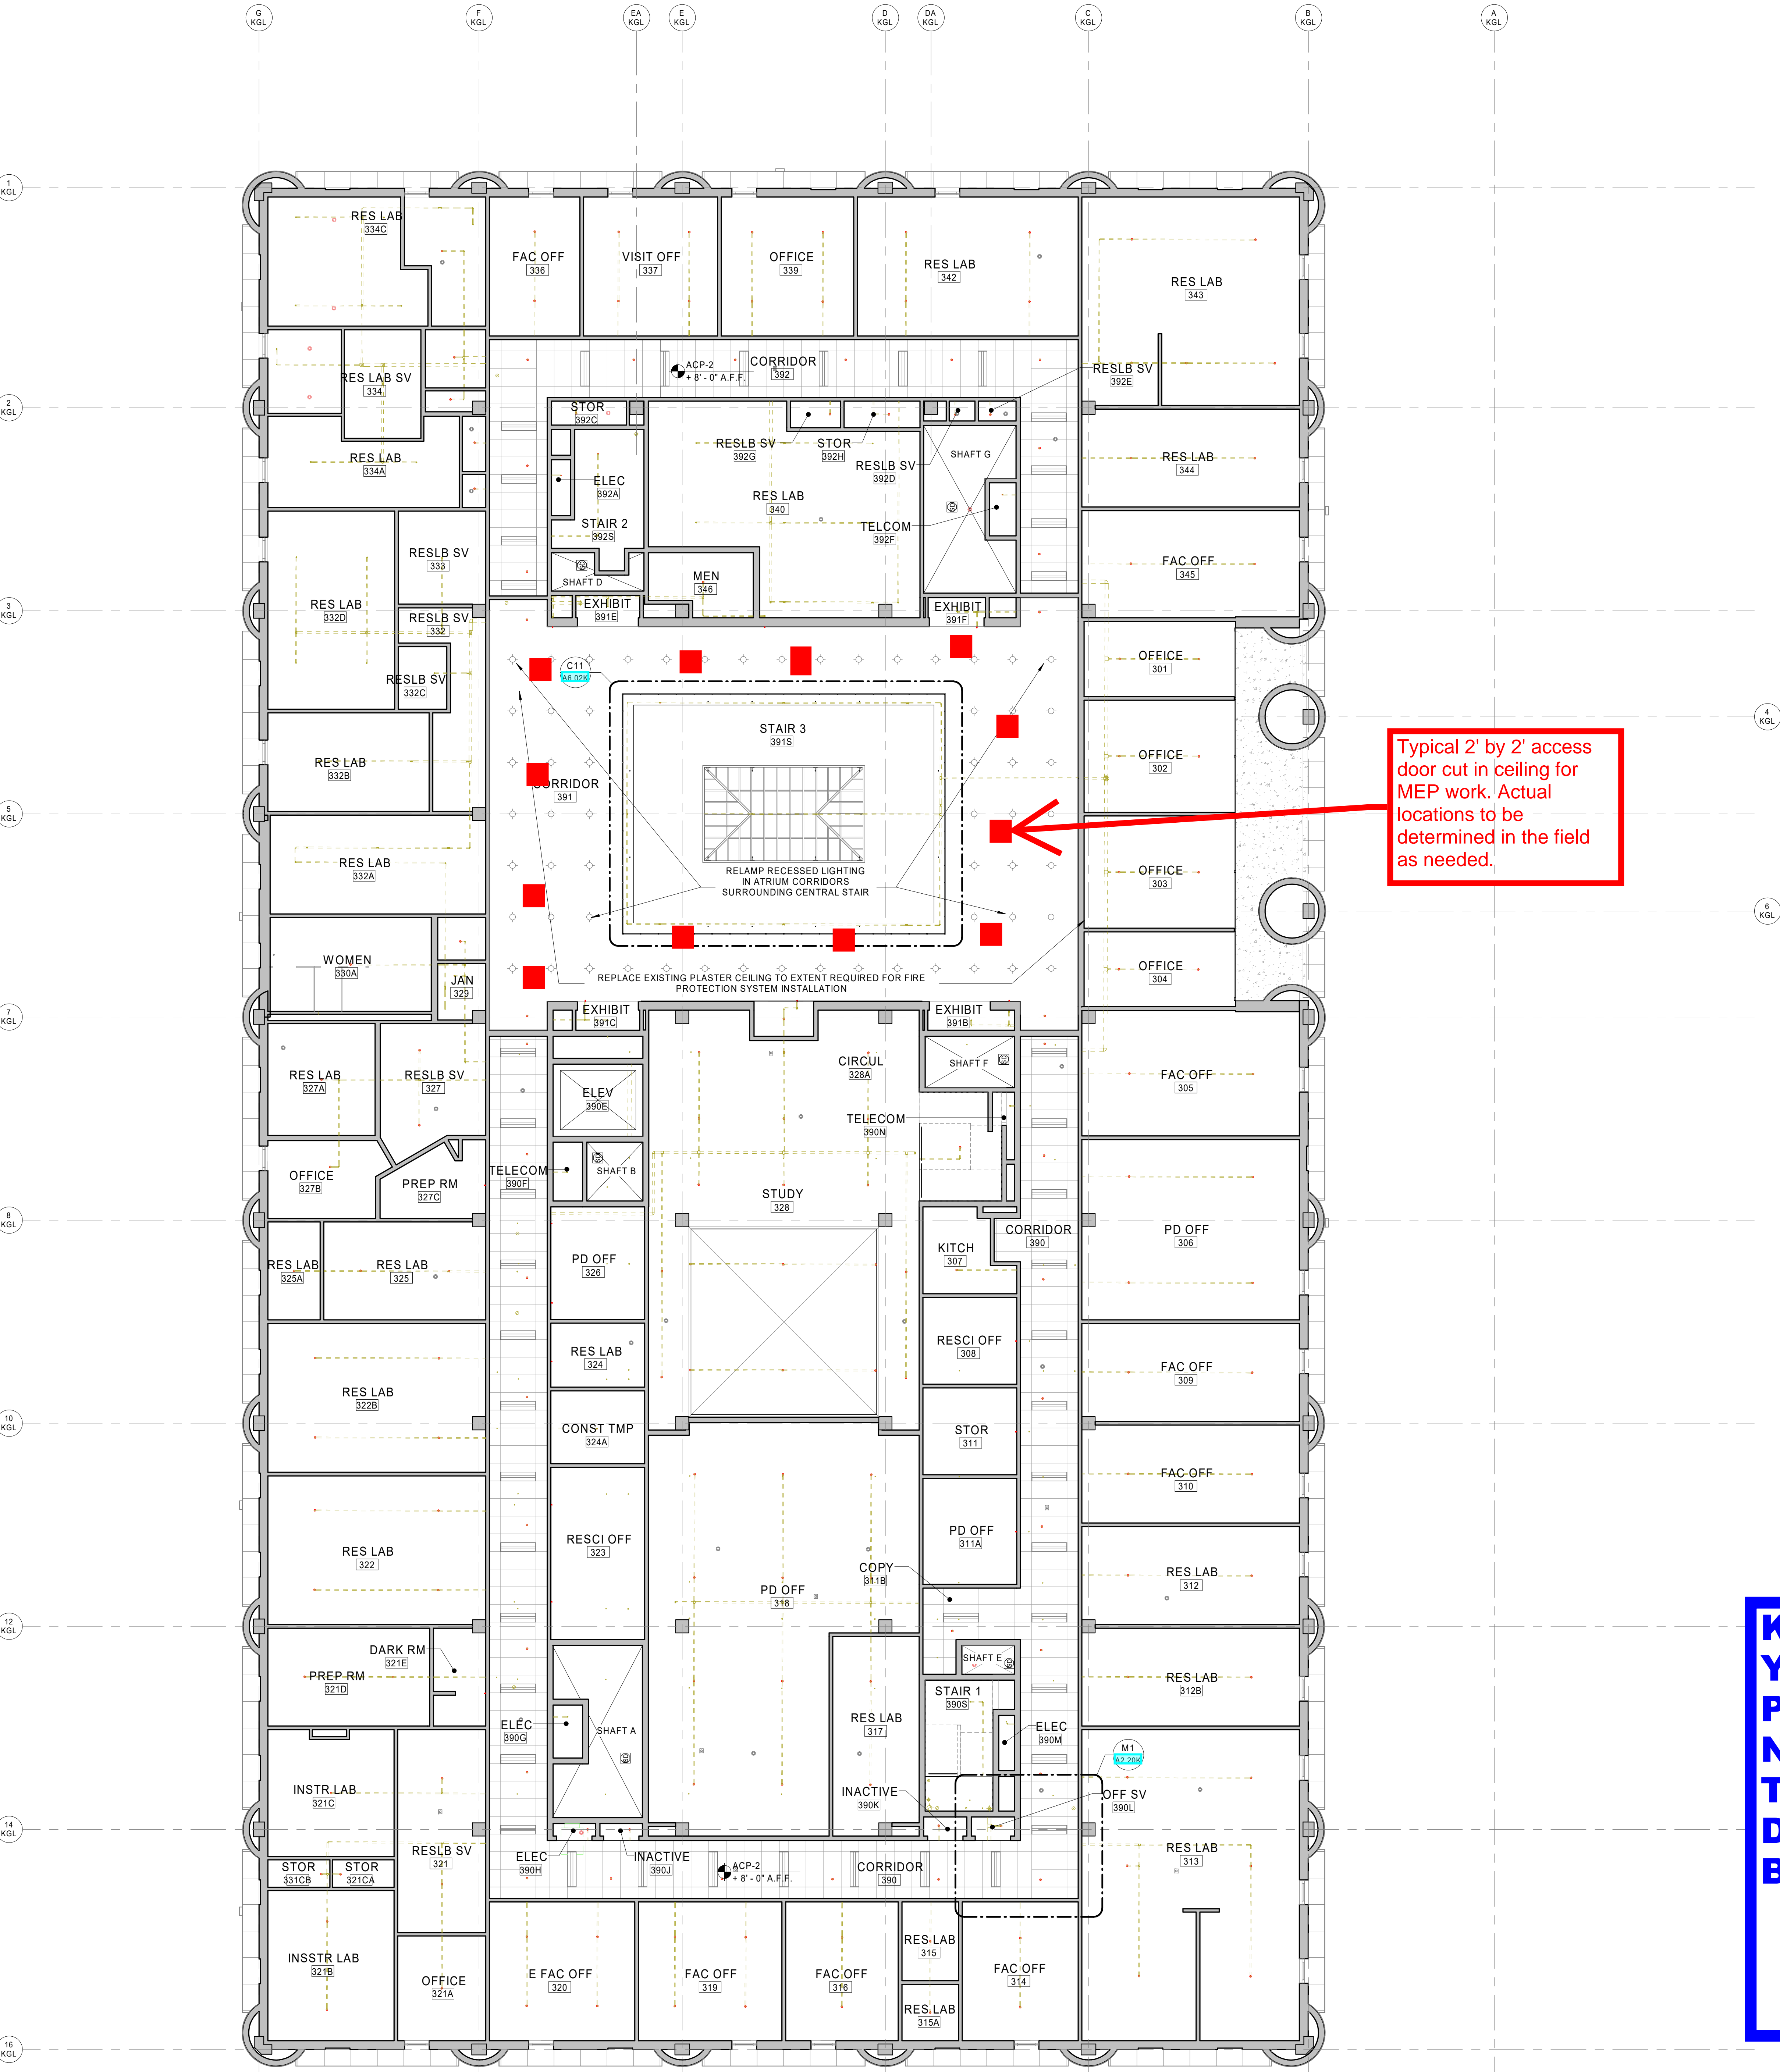 G
KGL
F
KGL
EA
KGL
E
KGL
D
KGL
DA
KGL
C
KGL
B
KGL
A
KGL
1
KGL
RES LAB
334C
FAC OFF
336
VISIT OFF
337
OFFICE
339
RES LAB
342
RES LAB
343
ACP-2
+ 8' - 0" A.F.F.
CORRIDOR
392
RESLB SV
392E
RES LAB SV
334
2
KGL
STOR
392C
RESLB SV
392G
STOR
392H
RESLB SV
392D
SHAFT G
RES LAB
334A
RES LAB
344
ELEC
392A
RES LAB
340
STAIR 2
392S
TELCOM
392F
RESLB SV
333
FAC OFF
345
SHAFT D
MEN
346
3
KGL
RES LAB
332D
RESLB SV
332
EXHIBIT
391E
EXHIBIT
391F
OFFICE
301
C11
A6.02K
RESLB SV
332C
STAIR 3
391S
4
KGL
RES LAB
332B
CORRIDOR
391
OFFICE
302
Typical 2' by 2' access
door cut in ceiling for
MEP work. Actual
locations to be
determined in the field
as needed.
5
KGL
RES LAB
332A
RELAMP RECESSED LIGHTING
IN ATRIUM CORRIDORS
SURROUNDING CENTRAL STAIR
OFFICE
303
6
KGL
WOMEN
330A
JAN
329
REPLACE EXISTING PLASTER CEILING TO EXTENT REQUIRED FOR FIRE
PROTECTION SYSTEM INSTALLATION
OFFICE
304
7
KGL
EXHIBIT
391C
EXHIBIT
391B
RES LAB
327A
RESLB SV
327
ELEV
390E
CIRCUL
328A
SHAFT F
FAC OFF
305
TELECOM
390N
OFFICE
327B
PREP RM
327C
TELECOM
390F
SHAFT B
STUDY
328
8
KGL
CORRIDOR
390
PD OFF
306
RES LAB
325A
RES LAB
325
PD OFF
326
KITCH
307
RES LAB
324
RESCI OFF
308
FAC OFF
309
RES LAB
322B
10
KGL
CONST TMP
324A
STOR
311
FAC OFF
310
RES LAB
322
RESCI OFF
323
PD OFF
311A
COPY
311B
PD OFF
318
RES LAB
312
12
KGL
DARK RM
321E
PREP RM
321D
SHAFT E
RES LAB
312B
STAIR 1
390S
ELEC
390G
SHAFT A
RES LAB
317
ELEC
390M
M1
A2.20K
INSTR LAB
321C
INACTIVE
390K
OFF SV
390L
14
KGL
RESLB SV
321
RES LAB
313
STOR
331CB
STOR
321CA
ELEC
390H
INACTIVE
390J
ACP-2
+ 8' - 0" A.F.F.
CORRIDOR
390
INSSTR LAB
321B
OFFICE
321A
E FAC OFF
320
FAC OFF
319
FAC OFF
316
RES LAB
315
FAC OFF
314
RES LAB
315A
16
KGL
K
Y
P
N
T
D
B